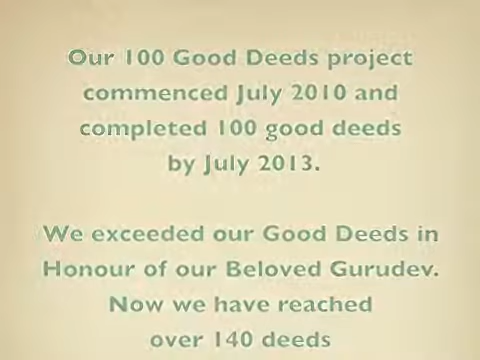 Our 100 Good Deeds project
commenced July 2010 and
completed 100 good deeds
by July 2013.
We exceeded our Good Deeds in
Honour of our Beloved Gurudev.
Now we have reached
over 140 deeds